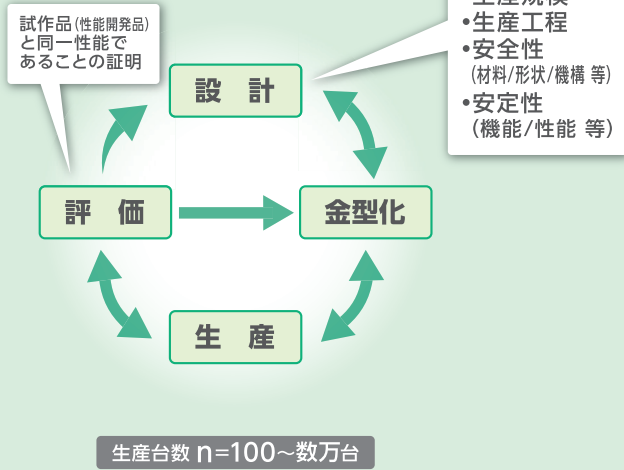 試作品(性能開発品)
と同一性能で
あることの証明
•生産工程
•安全性
(材料/形状/機構 等)
•安定性
(機能/性能 等)
設 計
評 価
金型化
生 産
生産台数 n=100〜数万台